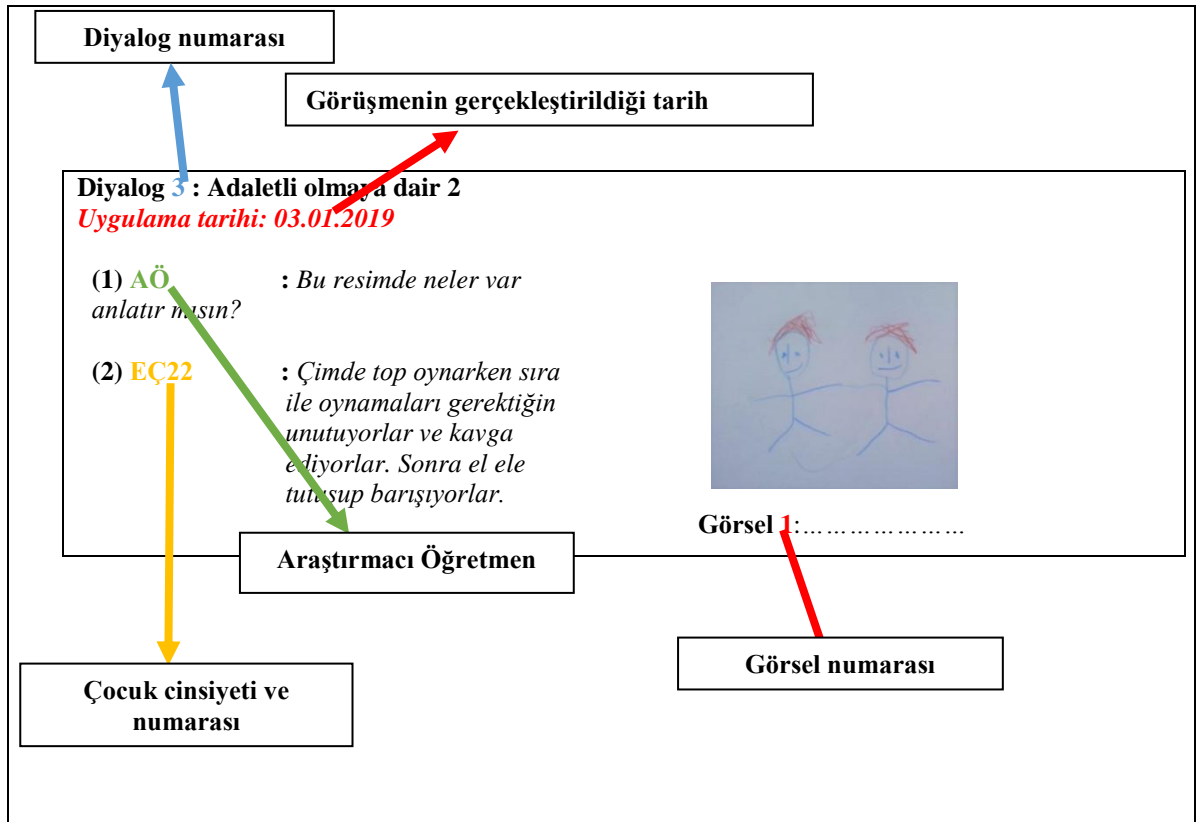 Diyalog numarası
Görüşmenin gerçekleştirildiği tarih
Diyalog 3 : Adaletli olmaya dair 2
Uygulama tarihi: 03.01.2019
(1) AÖ : Bu resimde neler var
anlatır mısın?
(2) EÇ22 : Çimde top oynarken sıra
ile oynamaları gerektiğin
unutuyorlar ve kavga
ediyorlar. Sonra el ele
tutuşup barışıyorlar.
Görsel 1:…………………
Araştırmacı Öğretmen
Görsel numarası
Çocuk cinsiyeti ve
numarası